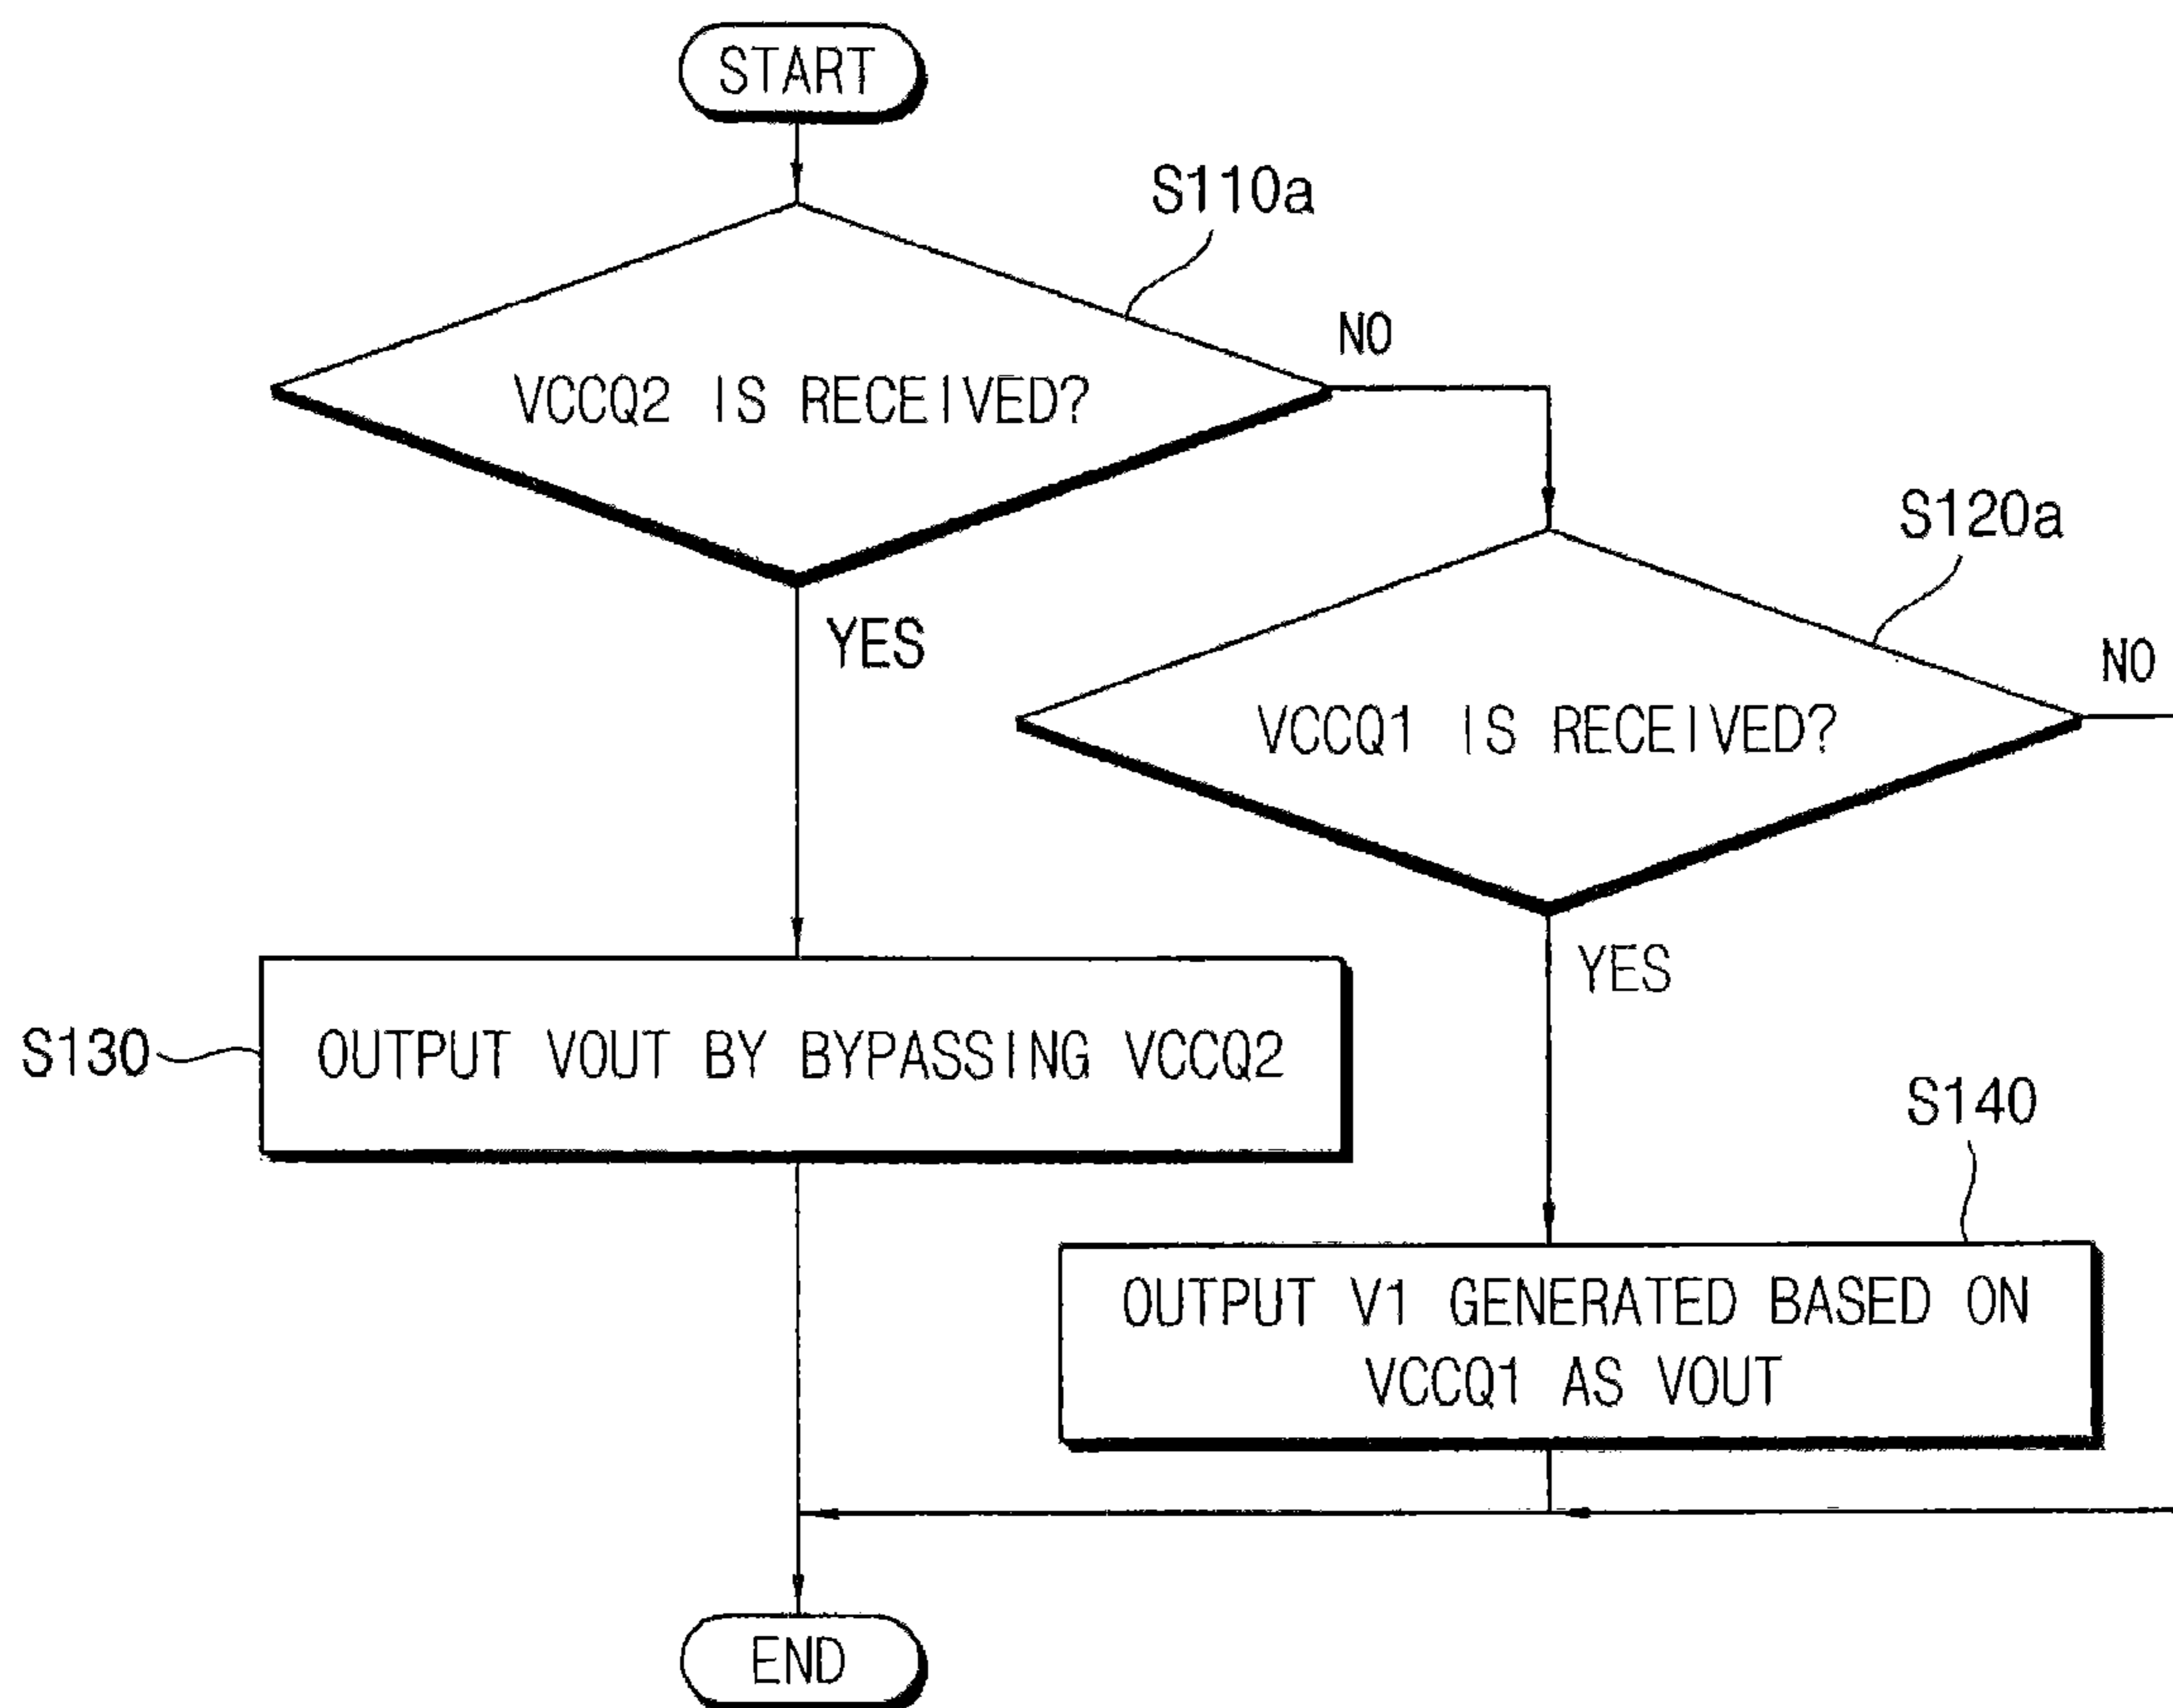 START
S110a
NO
VCCQ2 IS RECEIVED?
S120a
YES
NO
VCCQ1 IS RECEIVED?
YES
S130
OUTPUT VOUT BY BYPASSING VCCQ2
S140
OUTPUT V1 GENERATED BASED ON
VCCQ1 AS VOUT
END